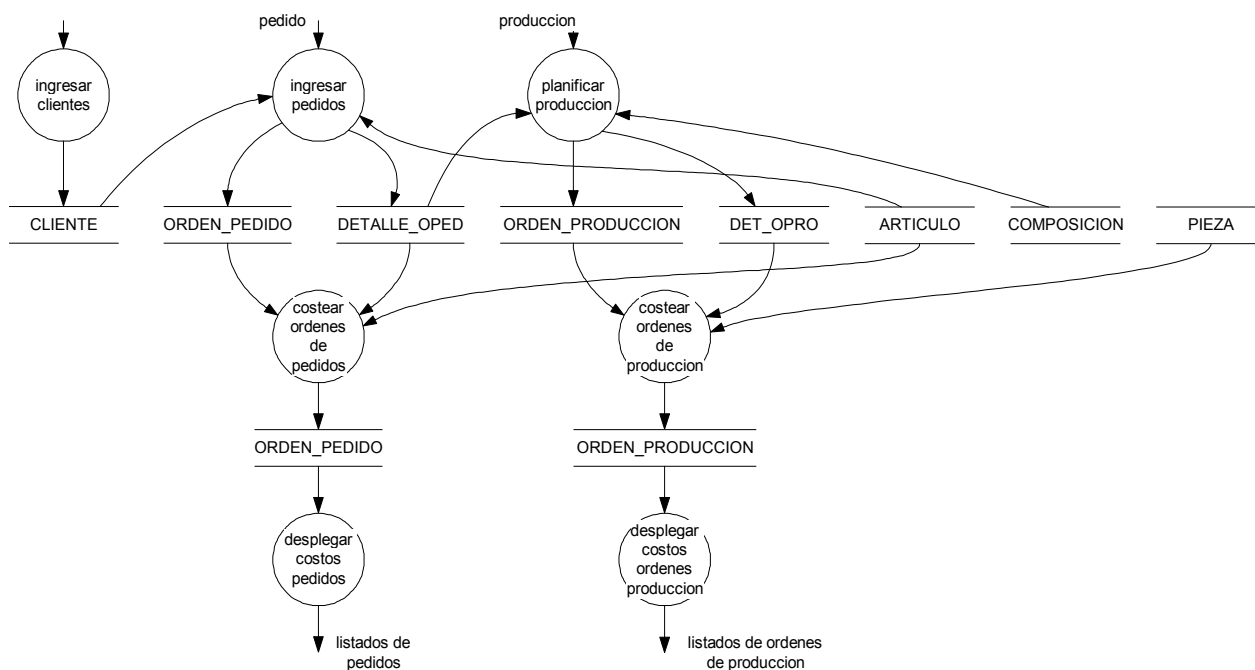 pedido
produccion
ingresar
clientes
ingresar
pedidos
planificar
produccion
CLIENTE
ORDEN_PEDIDO
DETALLE_OPED
ORDEN_PRODUCCION
DET_OPRO
ARTICULO
COMPOSICION
PIEZA
costear
ordenes
de
pedidos
costear
ordenes
de
produccion
ORDEN_PEDIDO
ORDEN_PRODUCCION
desplegar
costos
pedidos
desplegar
costos
ordenes
produccion
listados de
pedidos
listados de ordenes
de produccion